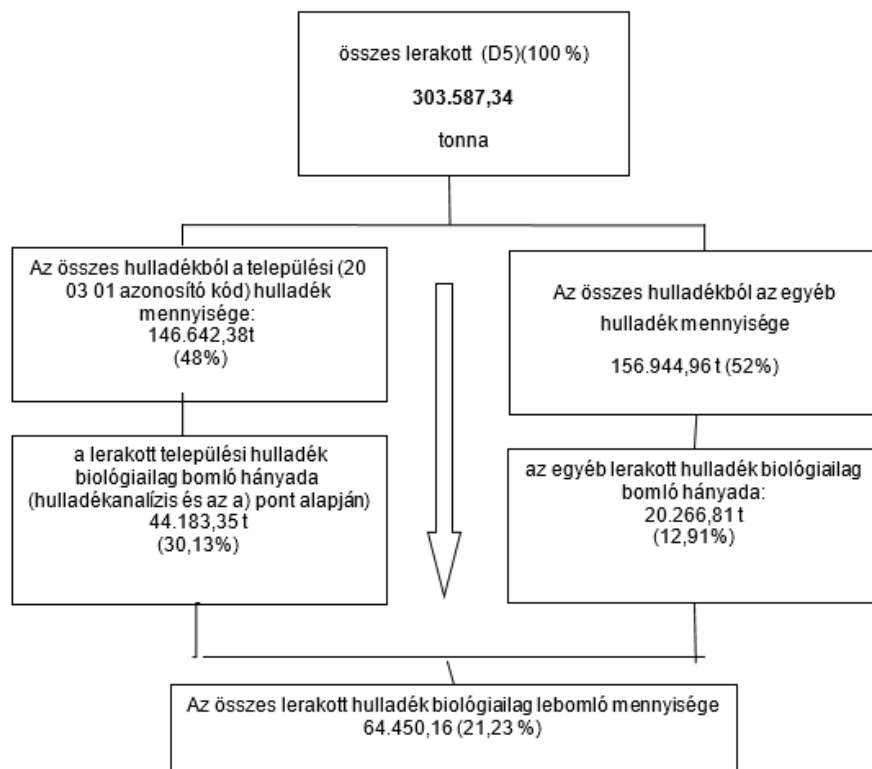 összes lerakott (D5)(100 %)
303.587,34
tonna
Az összes hulladékból a települési (20
03 01 azonosító kód) hulladék
mennyisége:
146.642,38t
(48%)
Az összes hulladékból az egyéb
hulladék mennyisége
156.944,96 t (52%)
a lerakott települési hulladék
biológiailag bomló hányada
(hulladékanalízis és az a) pont alapján)
44.183,35 t
(30,13%)
az egyéb lerakott hulladék biológiailag
bomló hányada:
20.266,81 t
(12,91%)
Az összes lerakott hulladék biológiailag lebomló mennyisége
64.450,16 (21,23 %)